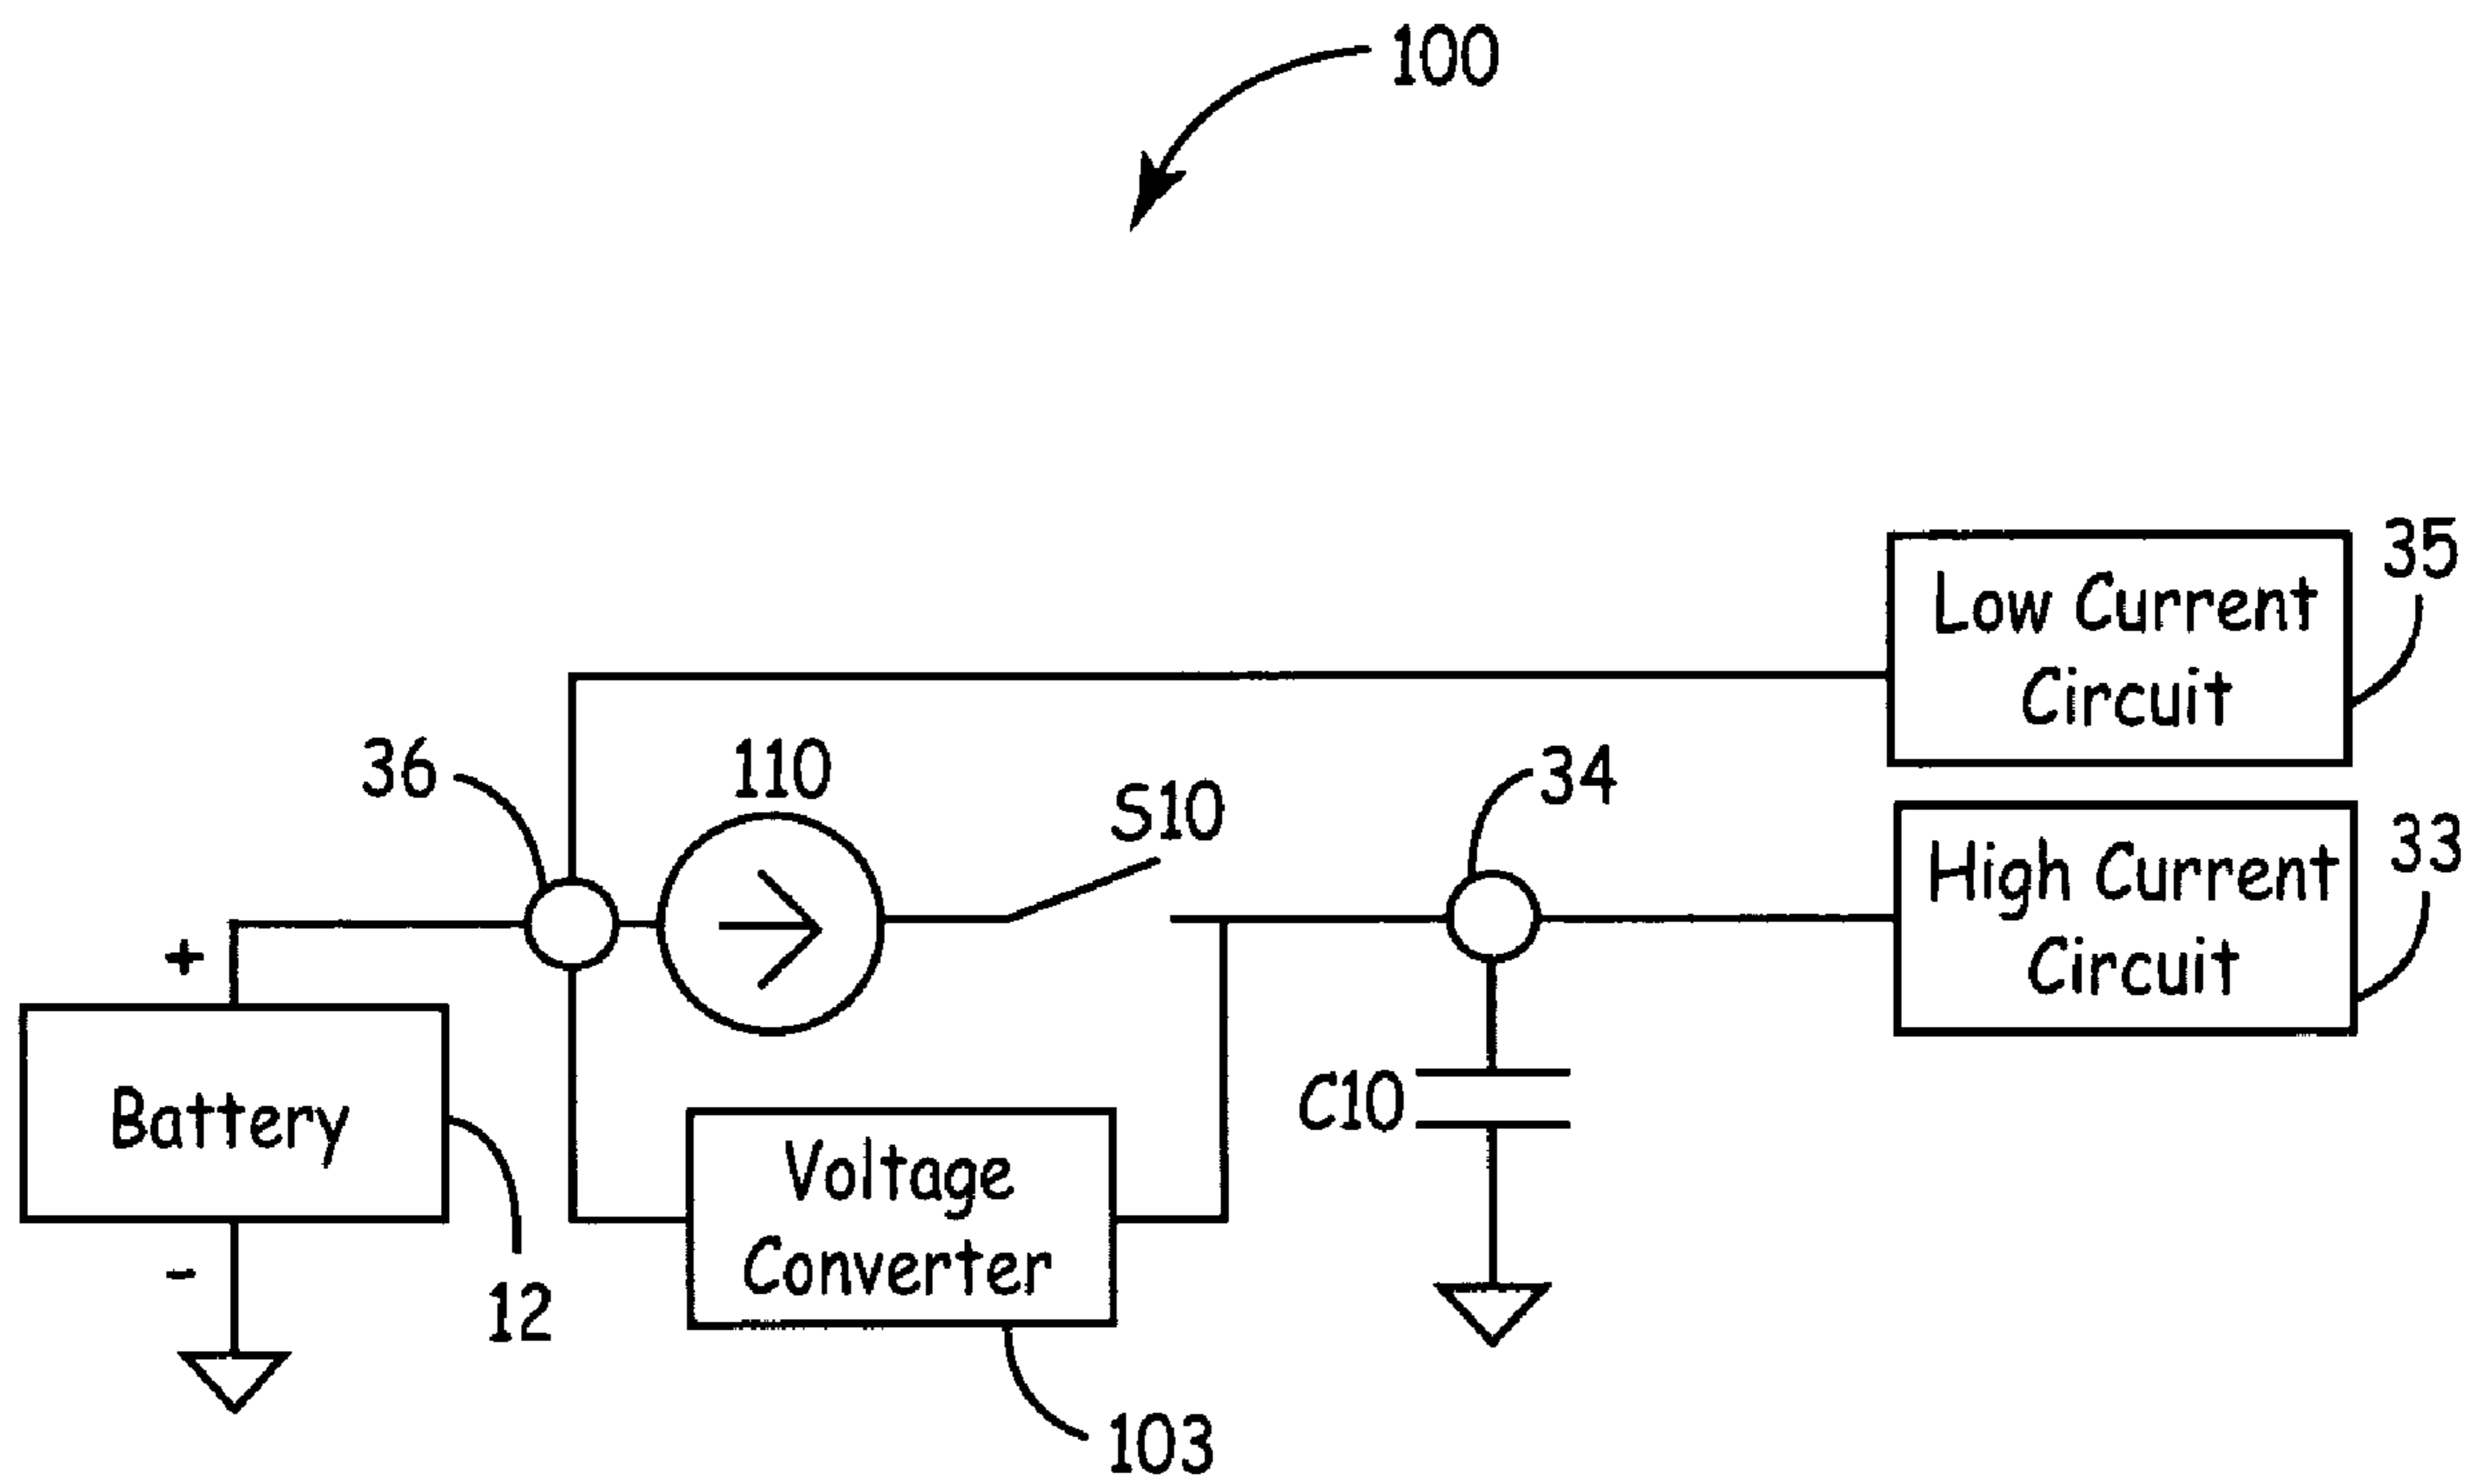 100
35
Low Current
Circuit
36
110
S10
34
33
High Current
Circuit
+
Battery
-
12
C10
Voltage
Converter
103